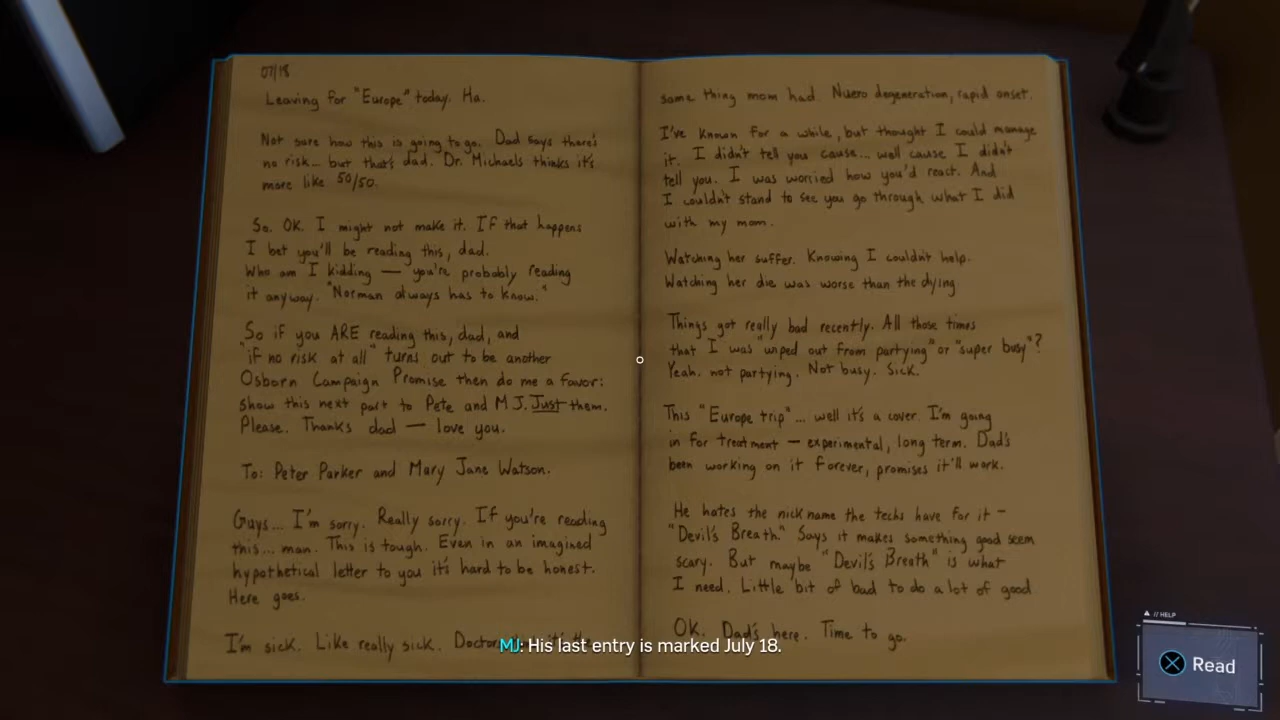 07/18
Leaving for "Europe" today. Ha.
Not sure how this is going to go. Dad says there's
no risk... but that's dad. Dr. Michaels thinks it's
more like 50/50.
So. OK. I might not make it. IF that happens
I bet you'll be reading this, dad.
Who am I kidding — you're probably reading
it anyway. "Norman always has to know."
So if you ARE reading this, dad, and
"if no risk at all" turns out to be another
Osborn Campaign Promise then do me a favor:
show this next part to Pete and MJ. Just them.
Please. Thanks dad — love you.
To: Peter Parker and Mary Jane Watson.
Guys... I'm sorry. Really sorry. If you're reading
this... man. This is tough. Even in an imagined
hypothetical letter to you it's hard to be honest.
Here goes.
I'm sick. Like really sick. Doctor
same thing mom had. Nuero degeneration, rapid onset.
I've known for a while, but thought I could manage
it. I didn't tell you cause... well cause I didn't
tell you. I was worried how you'd react. And
I couldn't stand to see you go through what I did
with my mom.
Watching her suffer. Knowing I couldn't help.
Watching her die was worse than the dying
Things got really bad recently. All those times
that I was "wiped out from partying" or "super busy"?
Yeah. not partying. Not busy. Sick.
This "Europe trip"... well it's a cover. I'm going
in for treatment — experimental, long term. Dad's
been working on it forever, promises it'll work.
He hates the nickname the techs have for it –
"Devil's Breath." Says it makes something good seem
scary. But maybe "Devil's Breath" is what
I need. Little bit of bad to do a lot of good
OK. Dad's here. Time to go.
MJ: His last entry is marked July 18.
// HELP
Read